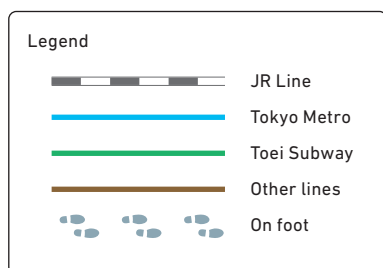 Legend
JR Line
Tokyo Metro
Toei Subway
Other lines
On foot